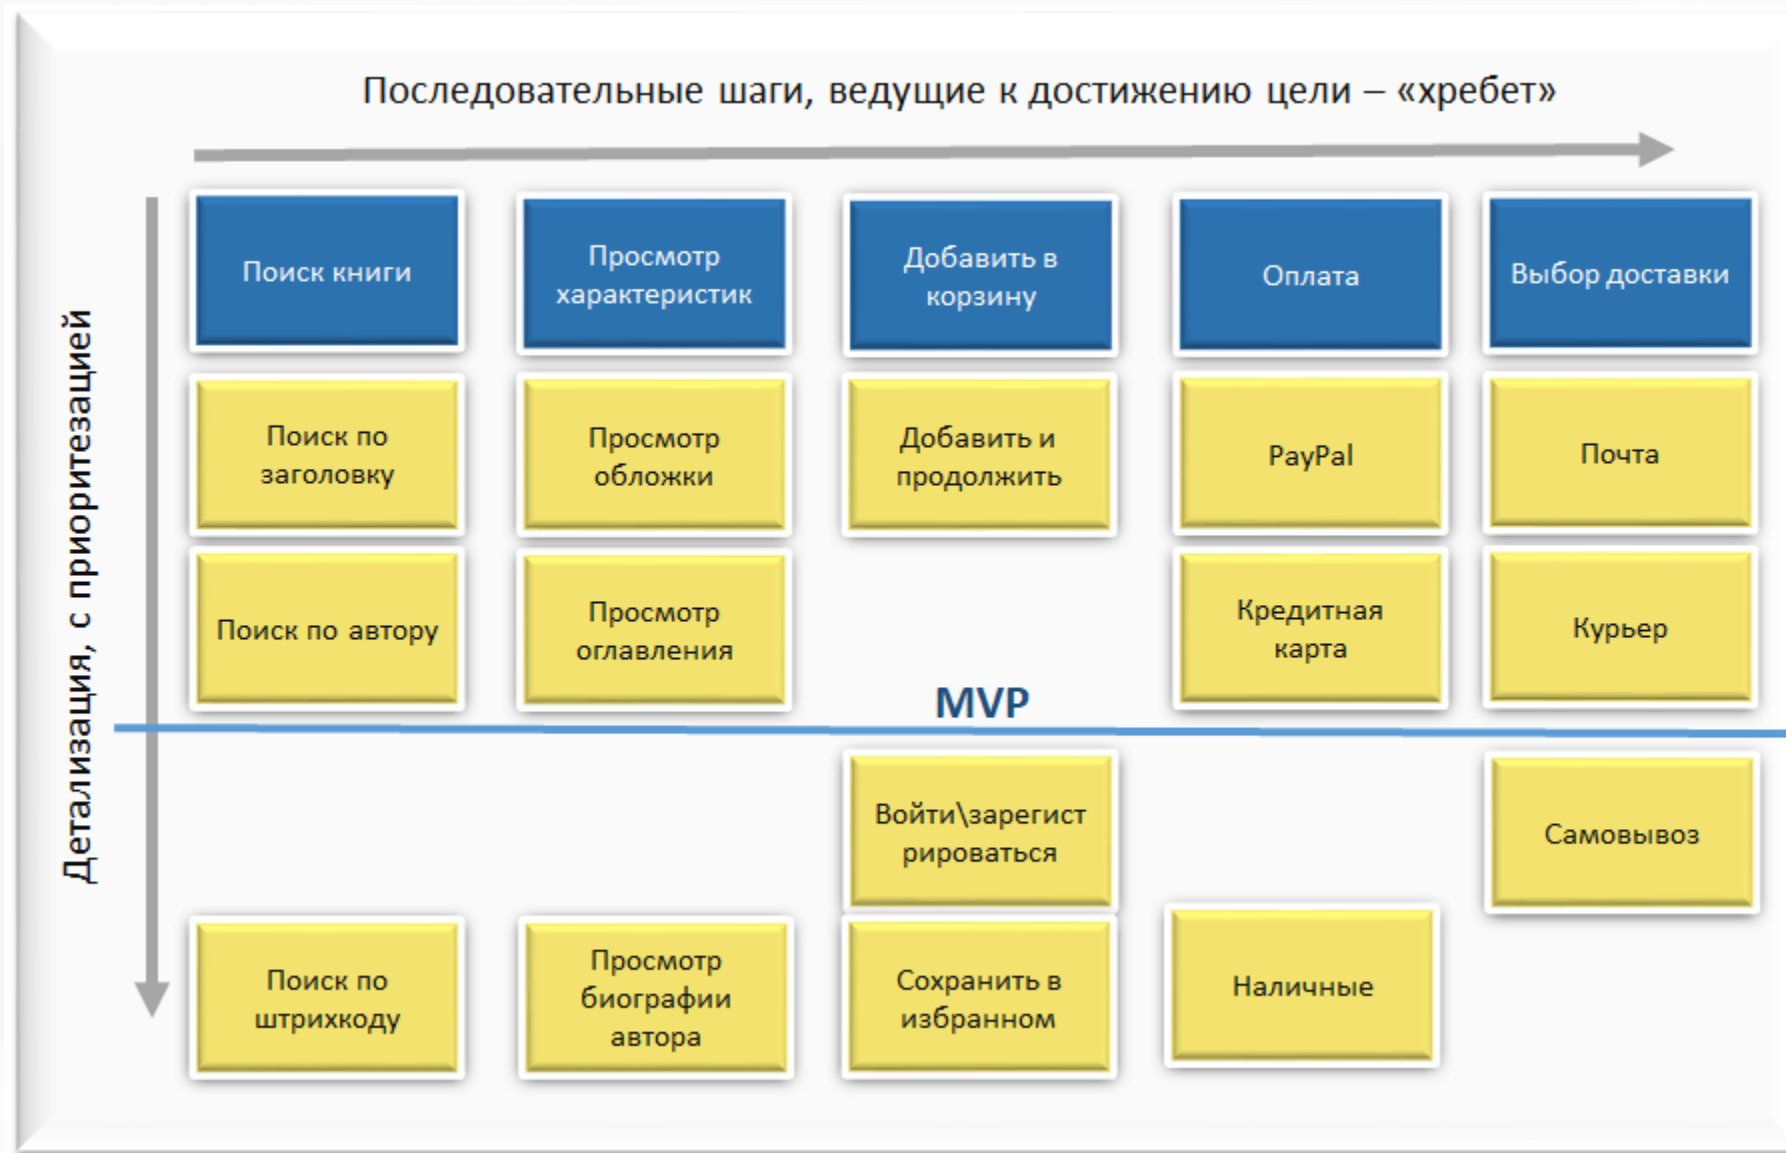 Последовательные шаги, ведущие к достижению цели – «хребет»
Детализация, с приоритезацией
Поиск книги
Просмотр
характеристик
Добавить в
корзину
Оплата
Выбор доставки
Поиск по
заголовку
Просмотр
обложки
Добавить и
продолжить
PayPal
Почта
Поиск по автору
Просмотр
оглавления
Кредитная
карта
Курьер
MVP
Войти\зарегист
рироваться
Самовывоз
Поиск по
штрихкоду
Просмотр
биографии
автора
Сохранить в
избранном
Наличные